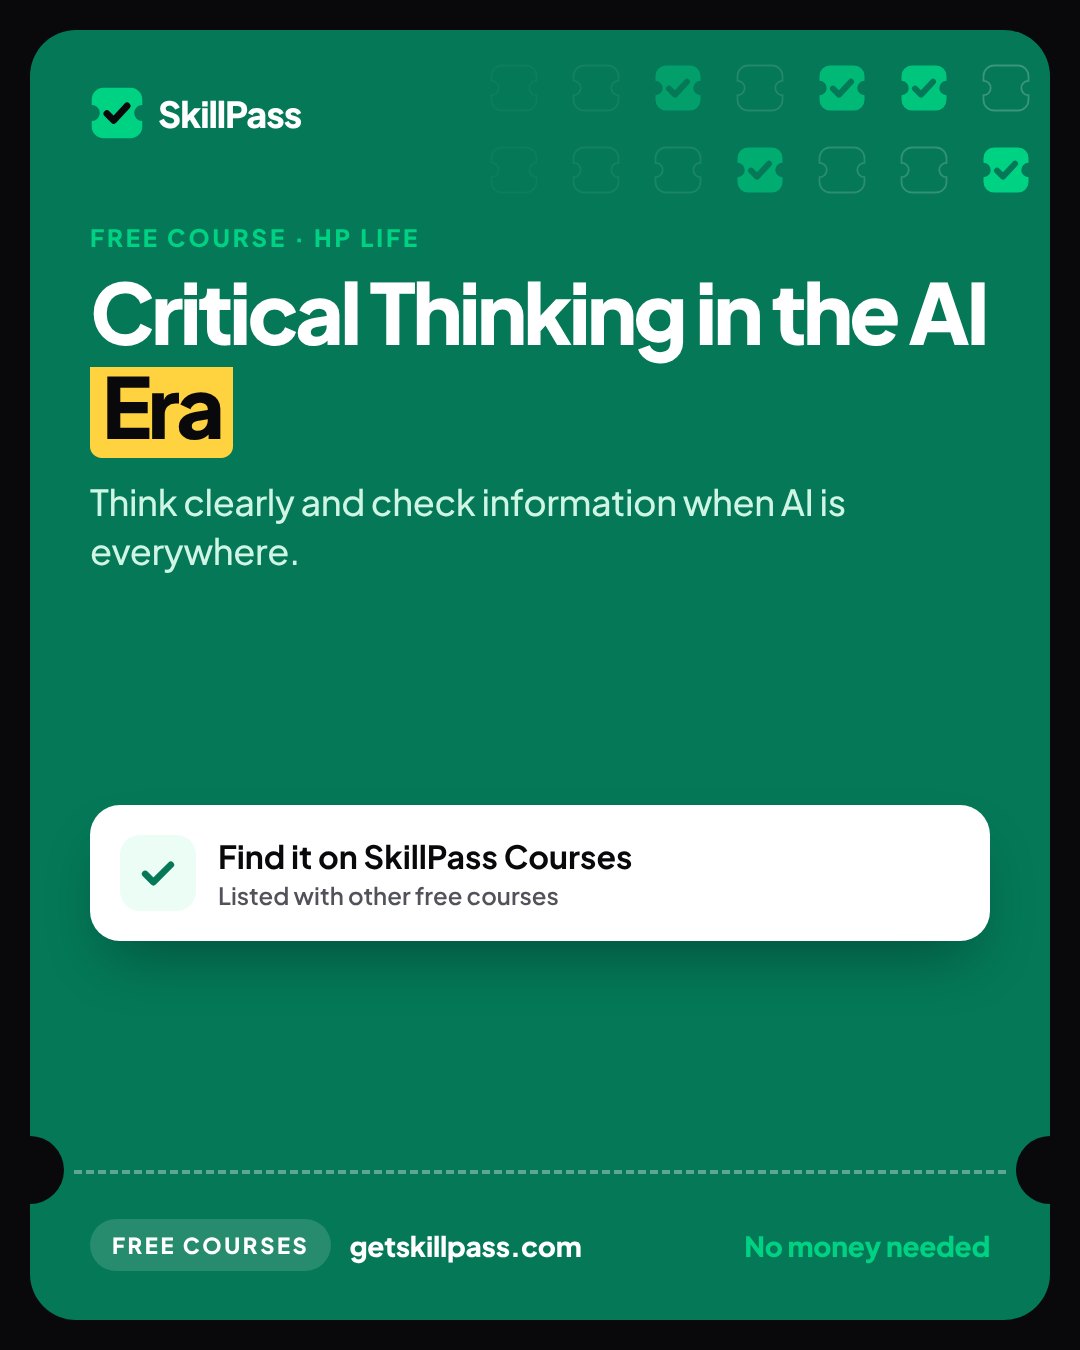 SkillPass
FREE COURSE · HP LIFE
Critical Thinking in the AI
Era
Think clearly and check information when AI is
everywhere.
Find it on SkillPass Courses
Listed with other free courses
FREE COURSES
getskillpass.com
No money needed